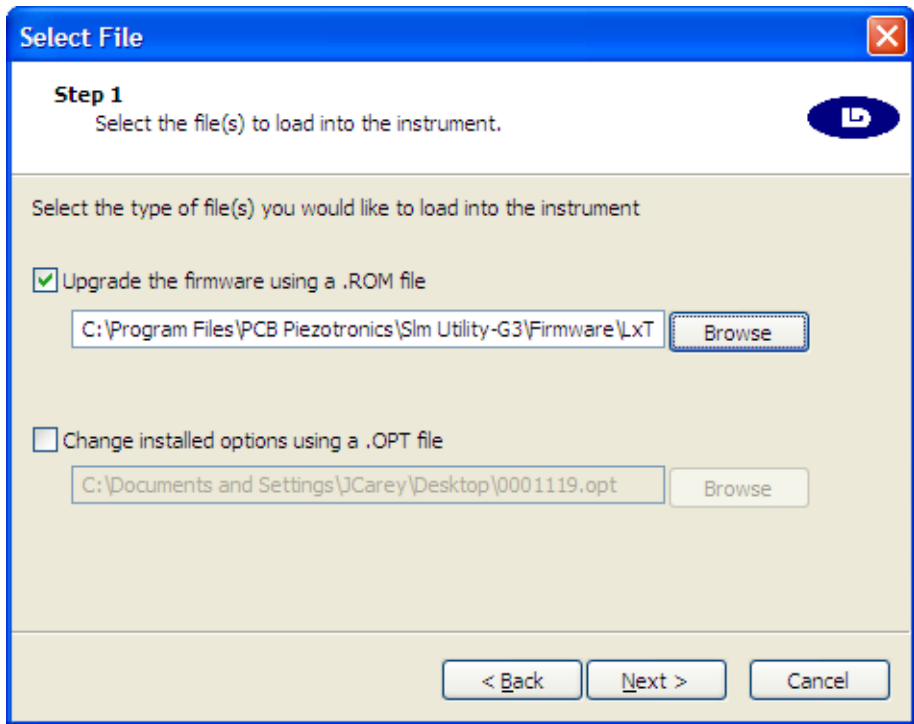 Select File
Step 1
Select the file(s) to load into the instrument.
Select the type of file(s) you would like to load into the instrument
Upgrade the firmware using a .ROM file
C:\Program Files\PCB Piezotronics\Slm Utility-G3\Firmware\LxT
Browse
Change installed options using a .OPT file
C:\Documents and Settings\JCarey\Desktop\0001119.opt
Browse
< Back
Next >
Cancel